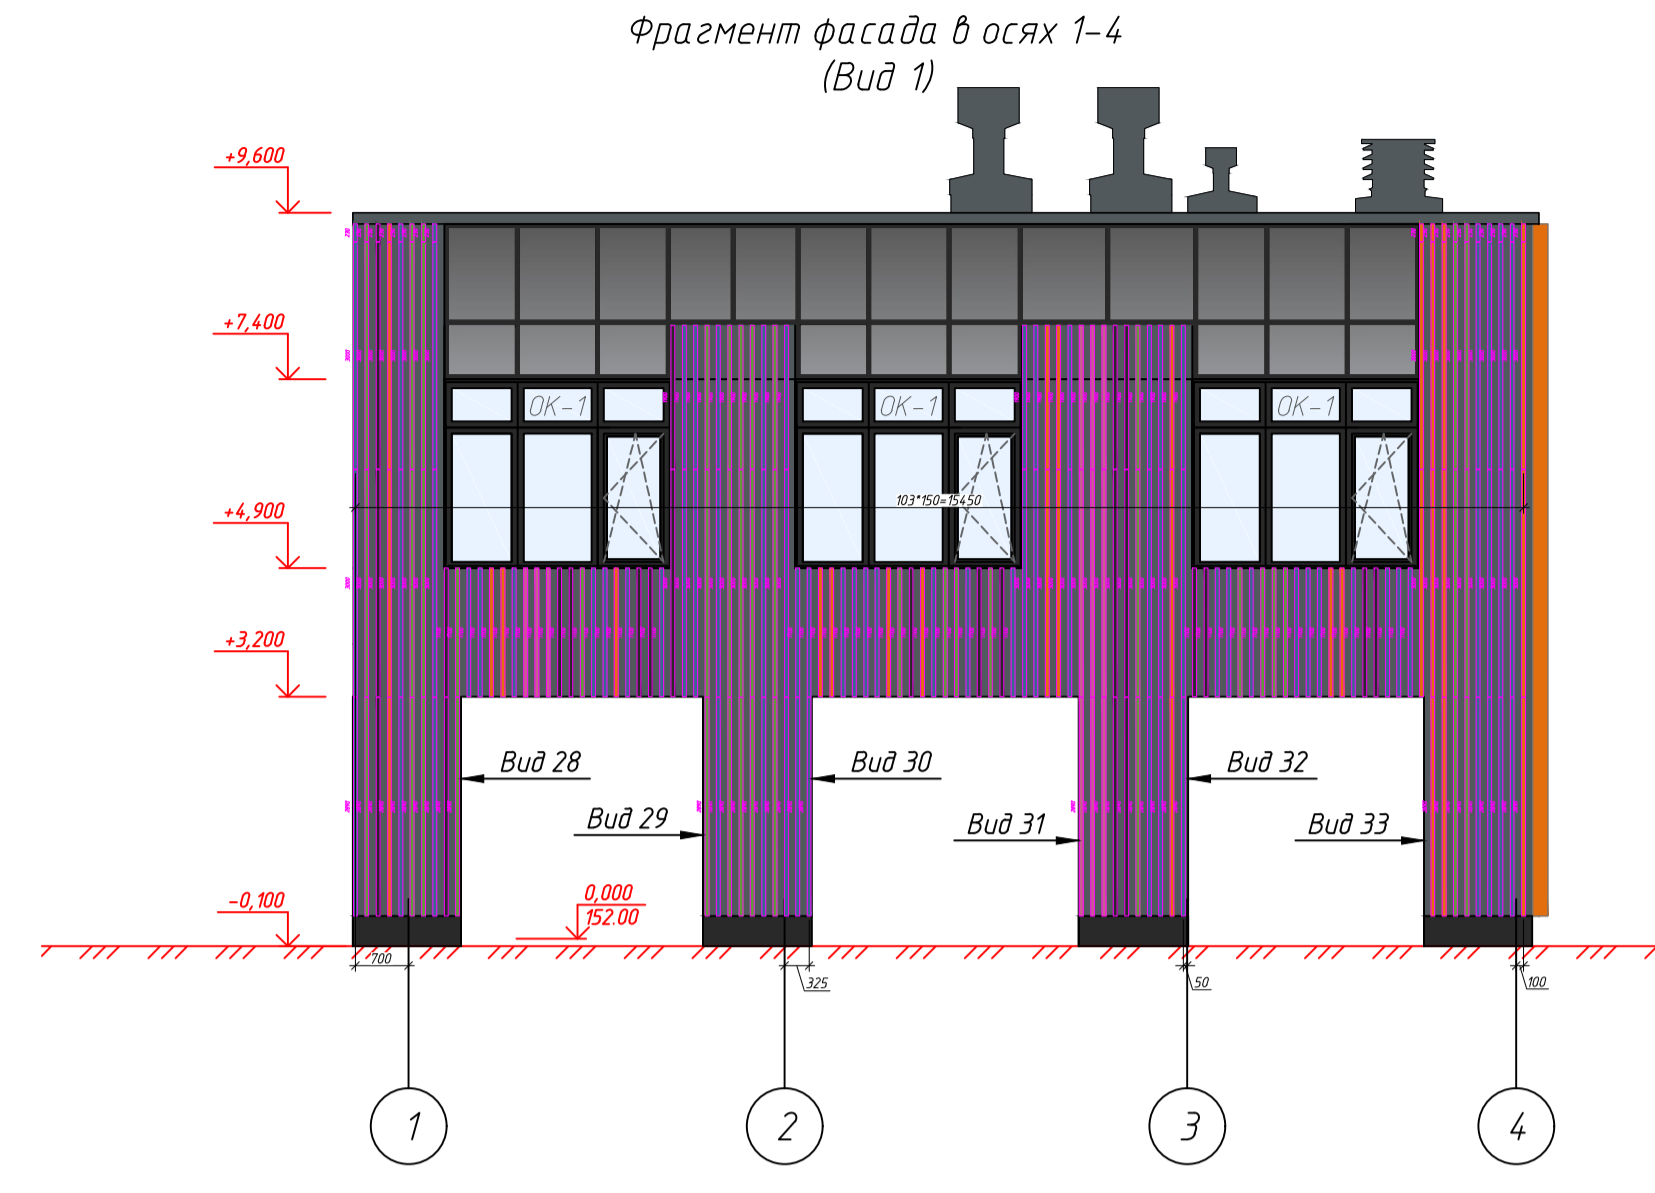 Фрагмент фасада в осях 1-4
(Вид 1)
+9,600
+7,400
ОК-1 ОК-1 ОК-1
103*150=15450
+4,900
+3,200
Вид 28 Вид 30 Вид 32
Вид 29 Вид 31 Вид 33
-0,100
0,000
152.00
700 325 50 100
1 2 3 4